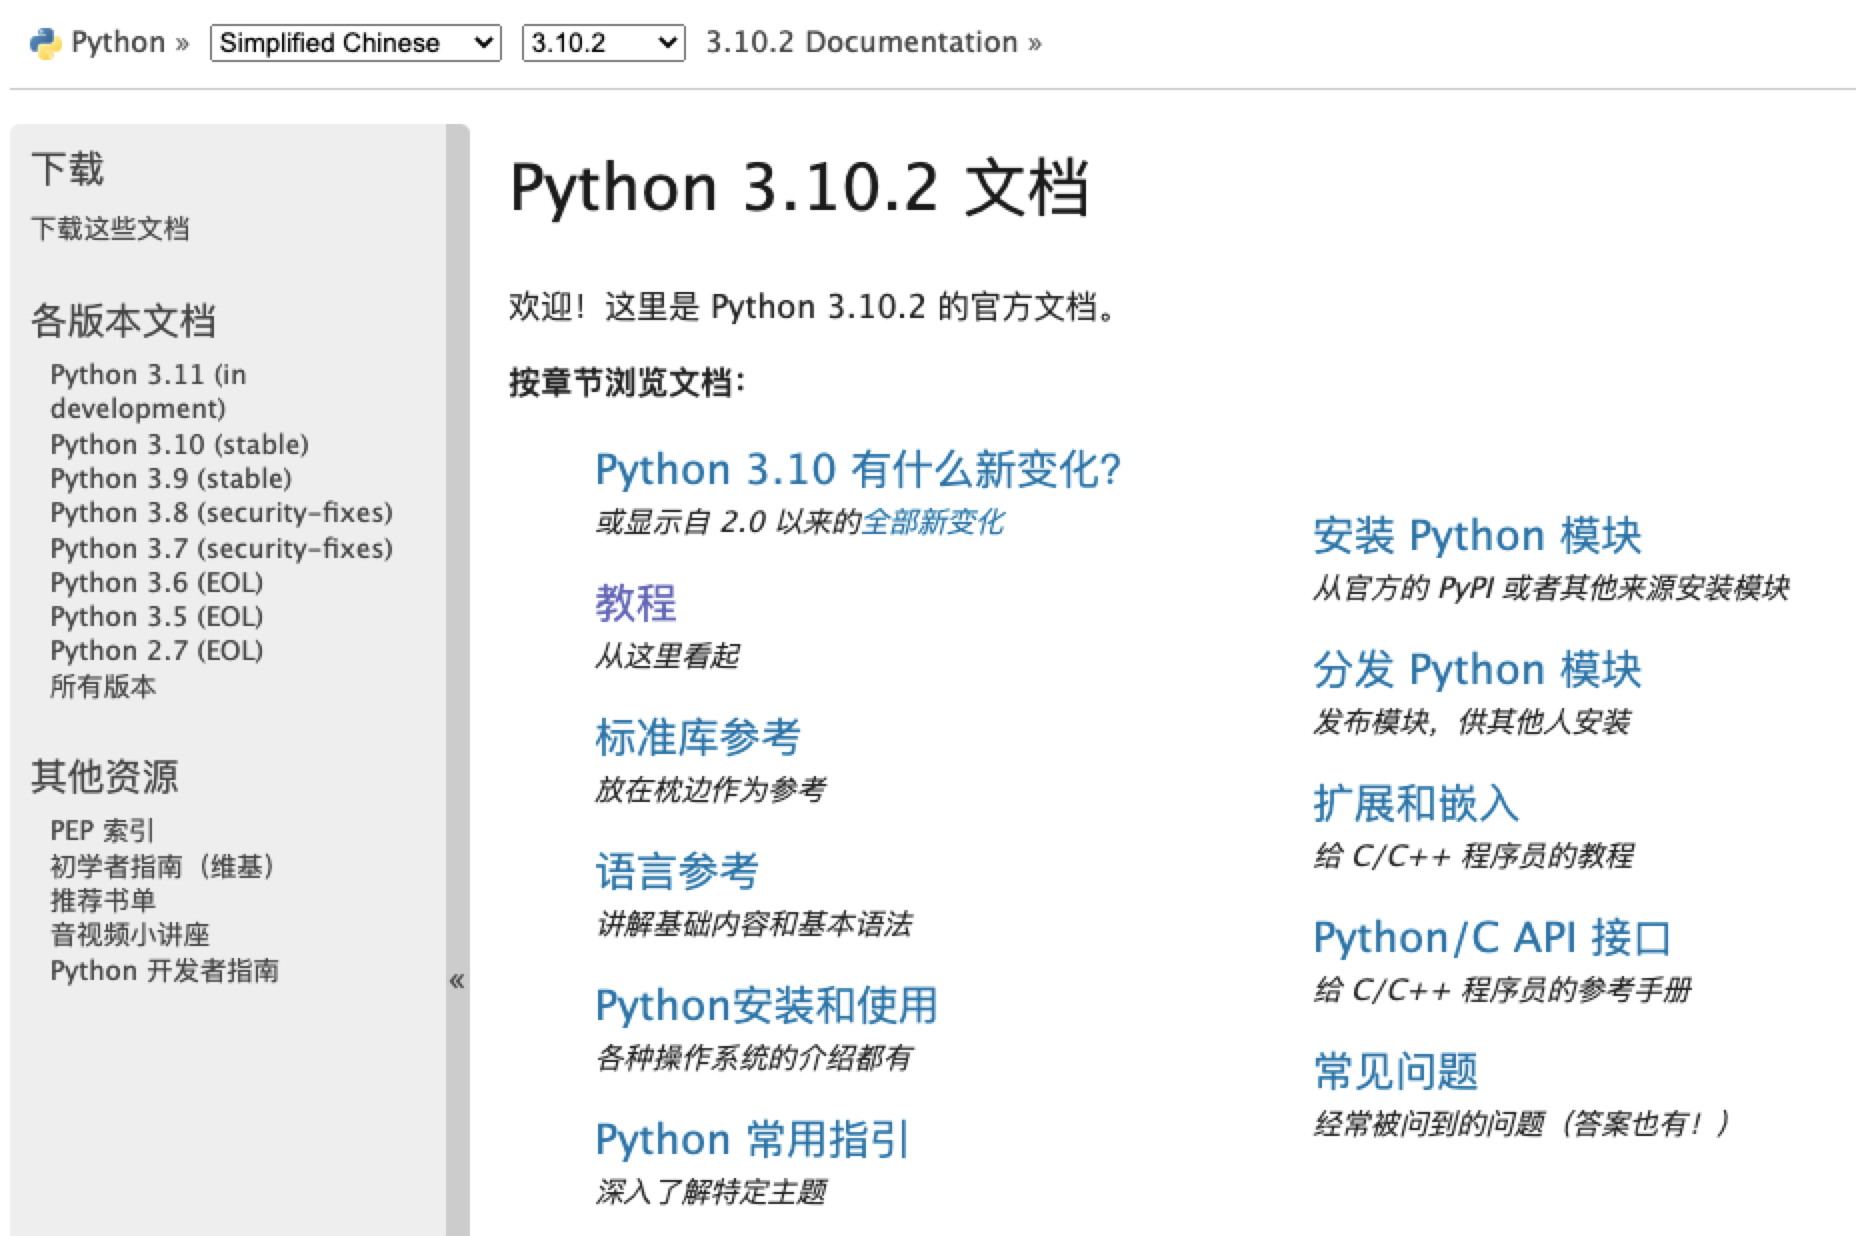 Python » Simplified Chinese 3.10.2 3.10.2 Documentation »
下载
下载这些文档
各版本文档
Python 3.11 (in
development)
Python 3.10 (stable)
Python 3.9 (stable)
Python 3.8 (security-fixes)
Python 3.7 (security-fixes)
Python 3.6 (EOL)
Python 3.5 (EOL)
Python 2.7 (EOL)
所有版本
其他资源
PEP 索引
初学者指南（维基）
推荐书单
音视频小讲座
Python 开发者指南
«
Python 3.10.2 文档
欢迎！这里是 Python 3.10.2 的官方文档。
按章节浏览文档：
Python 3.10 有什么新变化?
或显示自 2.0 以来的全部新变化
教程
从这里看起
标准库参考
放在枕边作为参考
语言参考
讲解基础内容和基本语法
Python安装和使用
各种操作系统的介绍都有
Python 常用指引
深入了解特定主题
安装 Python 模块
从官方的 PyPI 或者其他来源安装模块
分发 Python 模块
发布模块，供其他人安装
扩展和嵌入
给 C/C++ 程序员的教程
Python/C API 接口
给 C/C++ 程序员的参考手册
常见问题
经常被问到的问题（答案也有！）